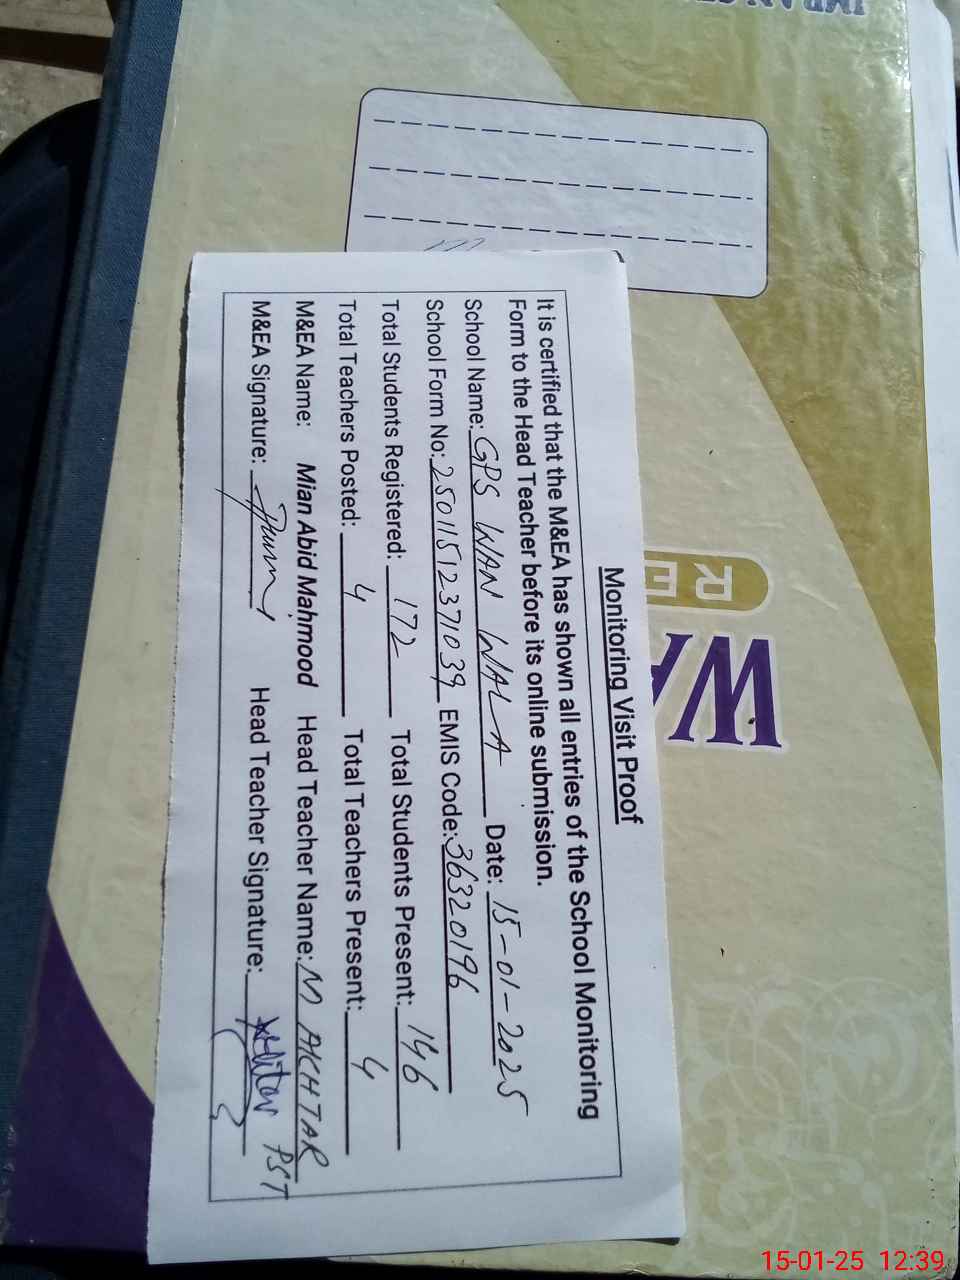 Monitoring Visit Proof
It is certified that the M&EA has shown all entries of the School Monitoring
Form to the Head Teacher before its online submission.
School Name: GPS WAN WALA Date: 15-01-2025
School Form No: 25011512371039 EMIS Code: 36320196
Total Students Registered: 172 Total Students Present: 146
Total Teachers Posted: 4 Total Teachers Present: 4
M&EA Name: Mian Abid Mahmood Head Teacher Name: M AKHTAR
M&EA Signature: Head Teacher Signature: Akhtar PST
15-01-25 12:39